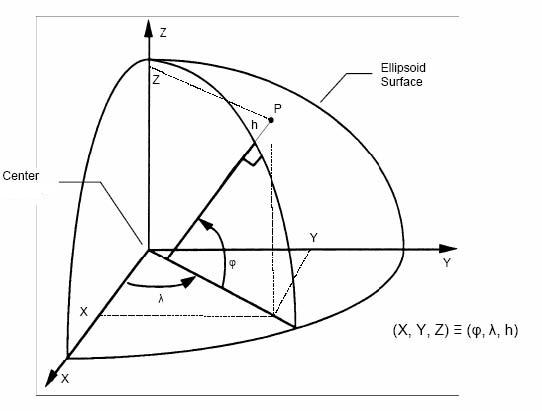 Z
Ellipsoid
Surface
Z
P
h
Center
Y
φ
Y
λ
X
(X, Y, Z) Ξ (φ, λ, h)
X